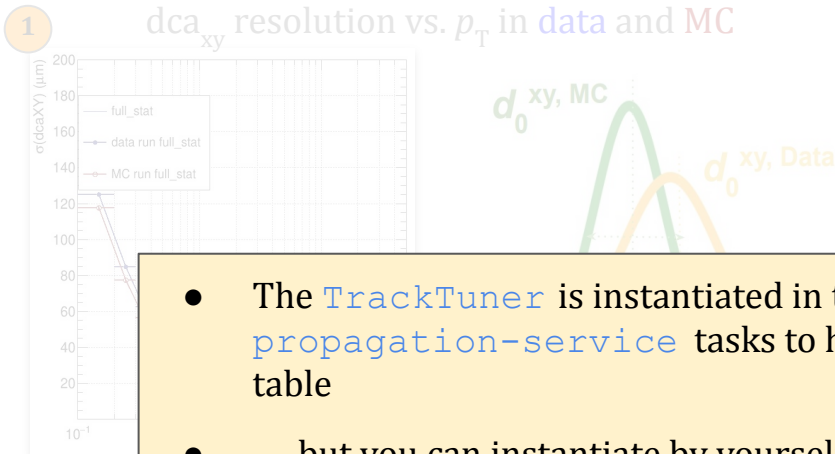 1
dca_xy resolution vs. p_T in data and MC
σ(dcaXY) (μm)
200
180
160
140
120
100
80
60
40
20
10⁻¹
full_stat
data run full_stat
MC run full_stat
d_0^xy, MC
d_0^xy, Data
● The TrackTuner is instantiated in
propagation-service tasks to
table
● but you can instantiate by